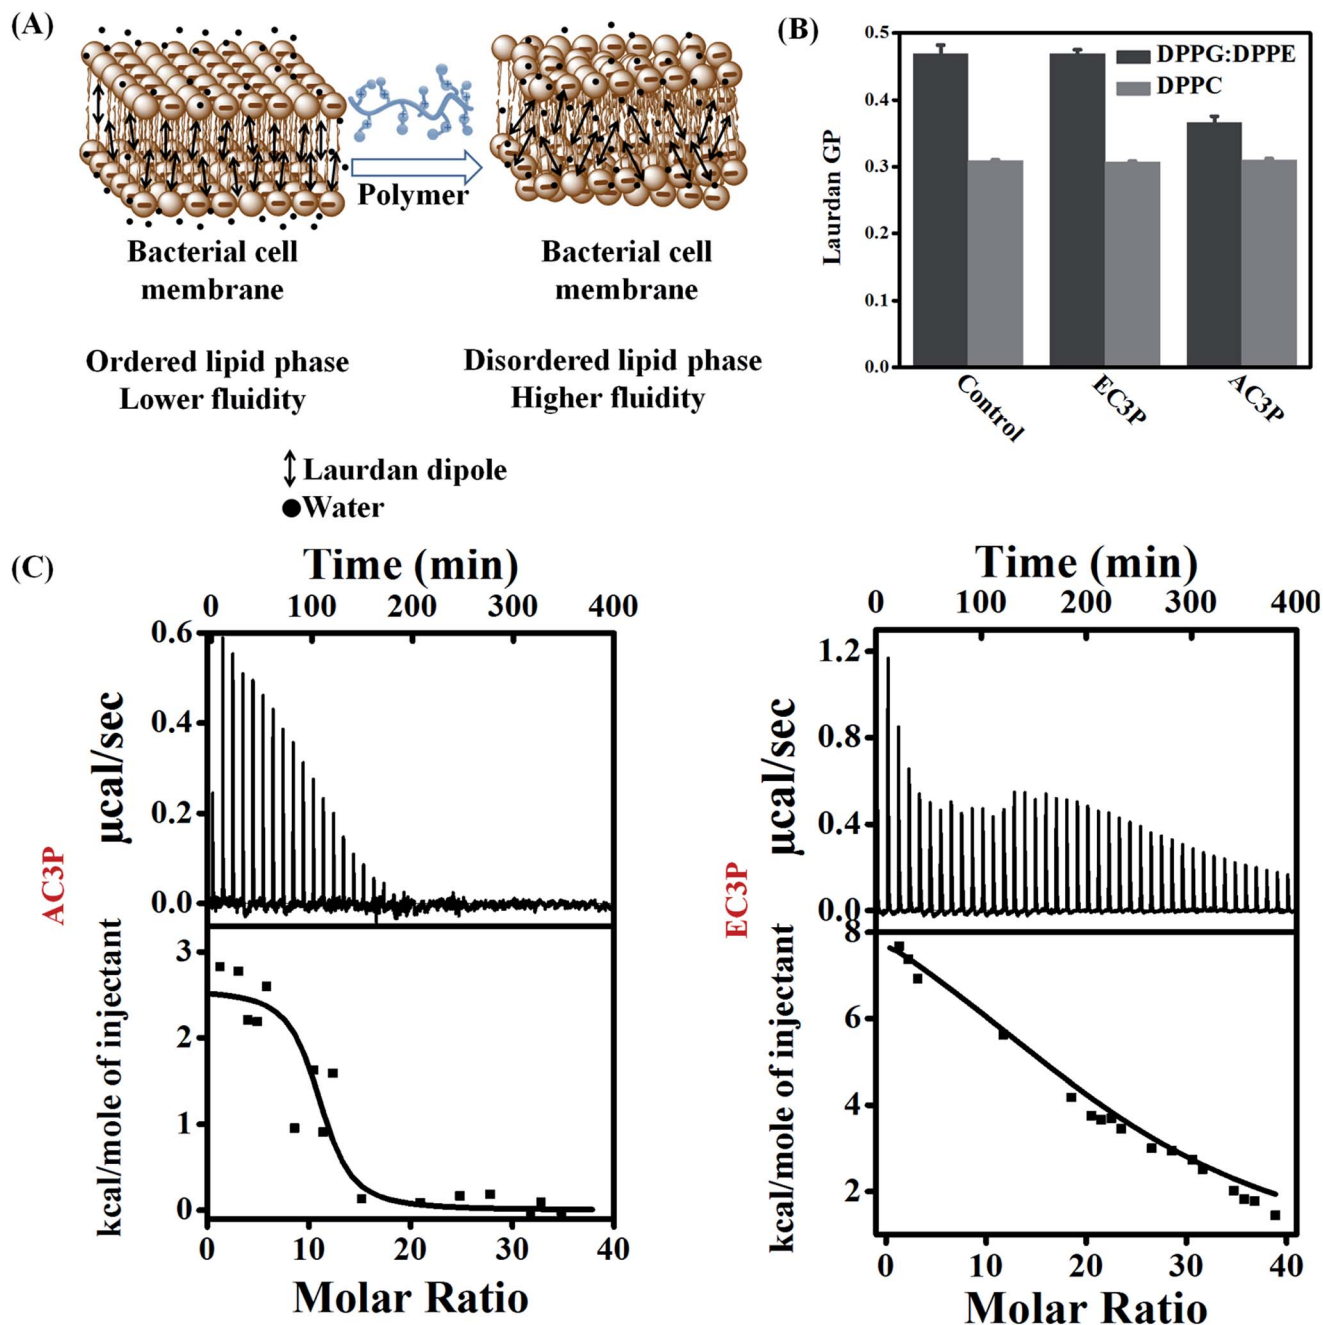 (A)
Polymer
Bacterial cell
membrane
Bacterial cell
membrane
Ordered lipid phase
Lower fluidity
Disordered lipid phase
Higher fluidity
Laurdan dipole
Water
(B)
Laurdan GP
0.5
0.4
0.3
0.2
0.1
0.0
DPPG:DPPE
DPPC
Control
EC3P
AC3P
(C)
AC3P
Time (min)
0 100 200 300 400
µcal/sec
0.6
0.4
0.2
0.0
kcal/mole of injectant
3
2
1
0
0 10 20 30 40
Molar Ratio
EC3P
Time (min)
0 100 200 300 400
µcal/sec
1.2
0.8
0.4
0.0
kcal/mole of injectant
8
6
4
2
0 10 20 30 40
Molar Ratio